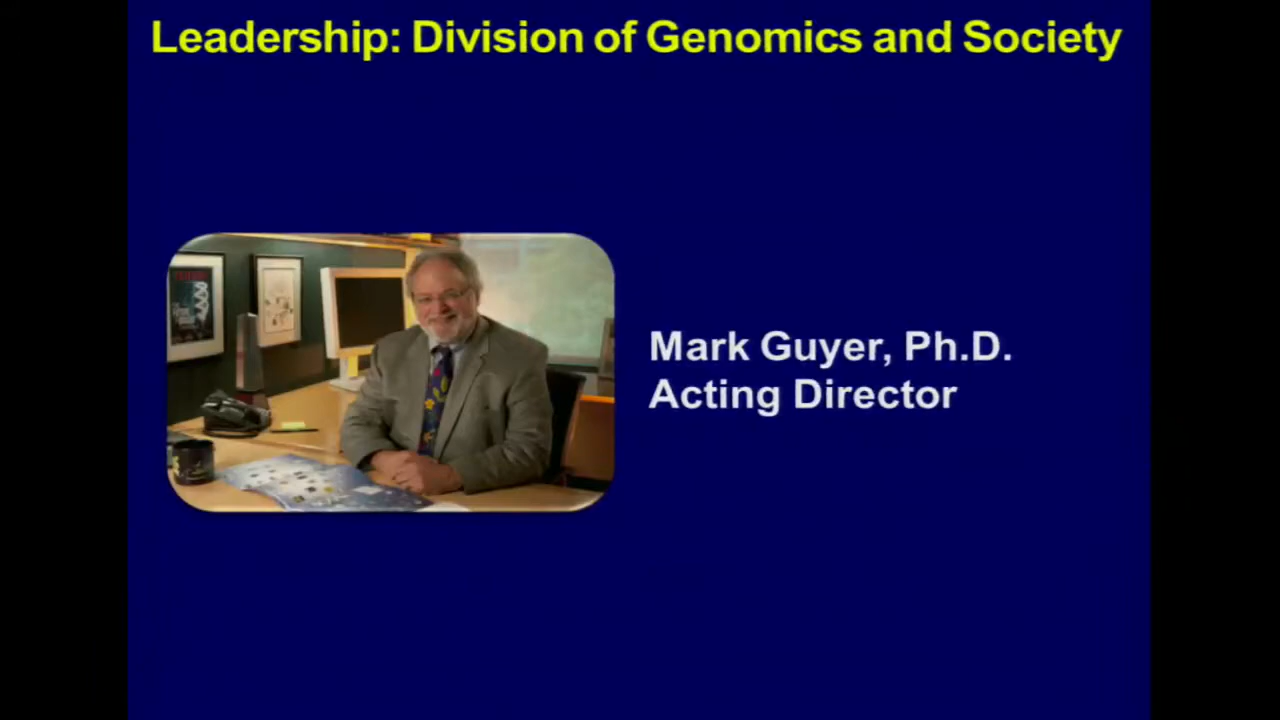 Leadership: Division of Genomics and Society
Mark Guyer, Ph.D.
Acting Director